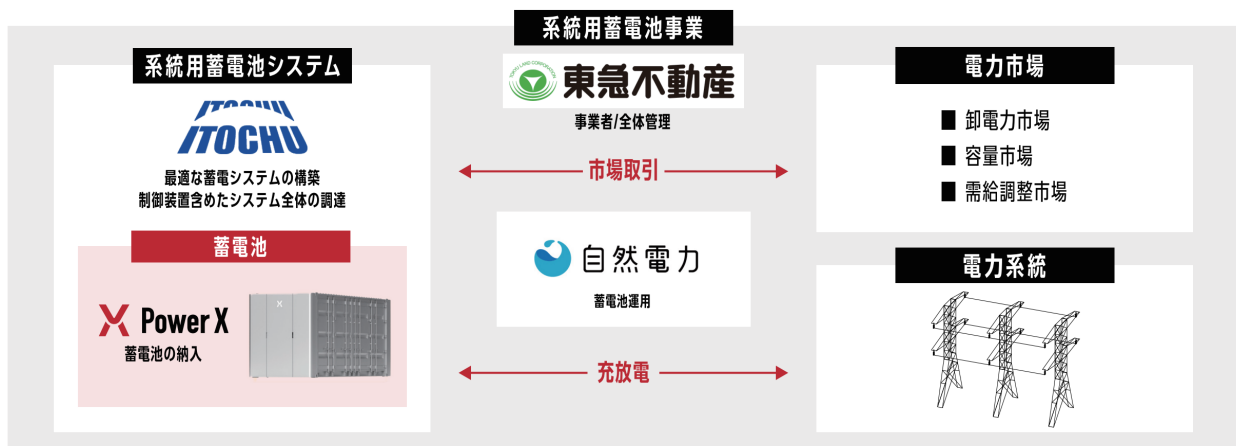 系統用蓄電池事業
系統用蓄電池システム
ITOCHU
ITOCHU
最適な蓄電システムの構築
制御装置含めたシステム全体の調達
蓄電池
X
Power X
蓄電池の納入
TOKYU LAND CORPORATION
東急不動産
事業者/全体管理
市場取引
自然電力
蓄電池運用
充放電
電力市場
■ 卸電力市場
■ 容量市場
■ 需給調整市場
電力系統